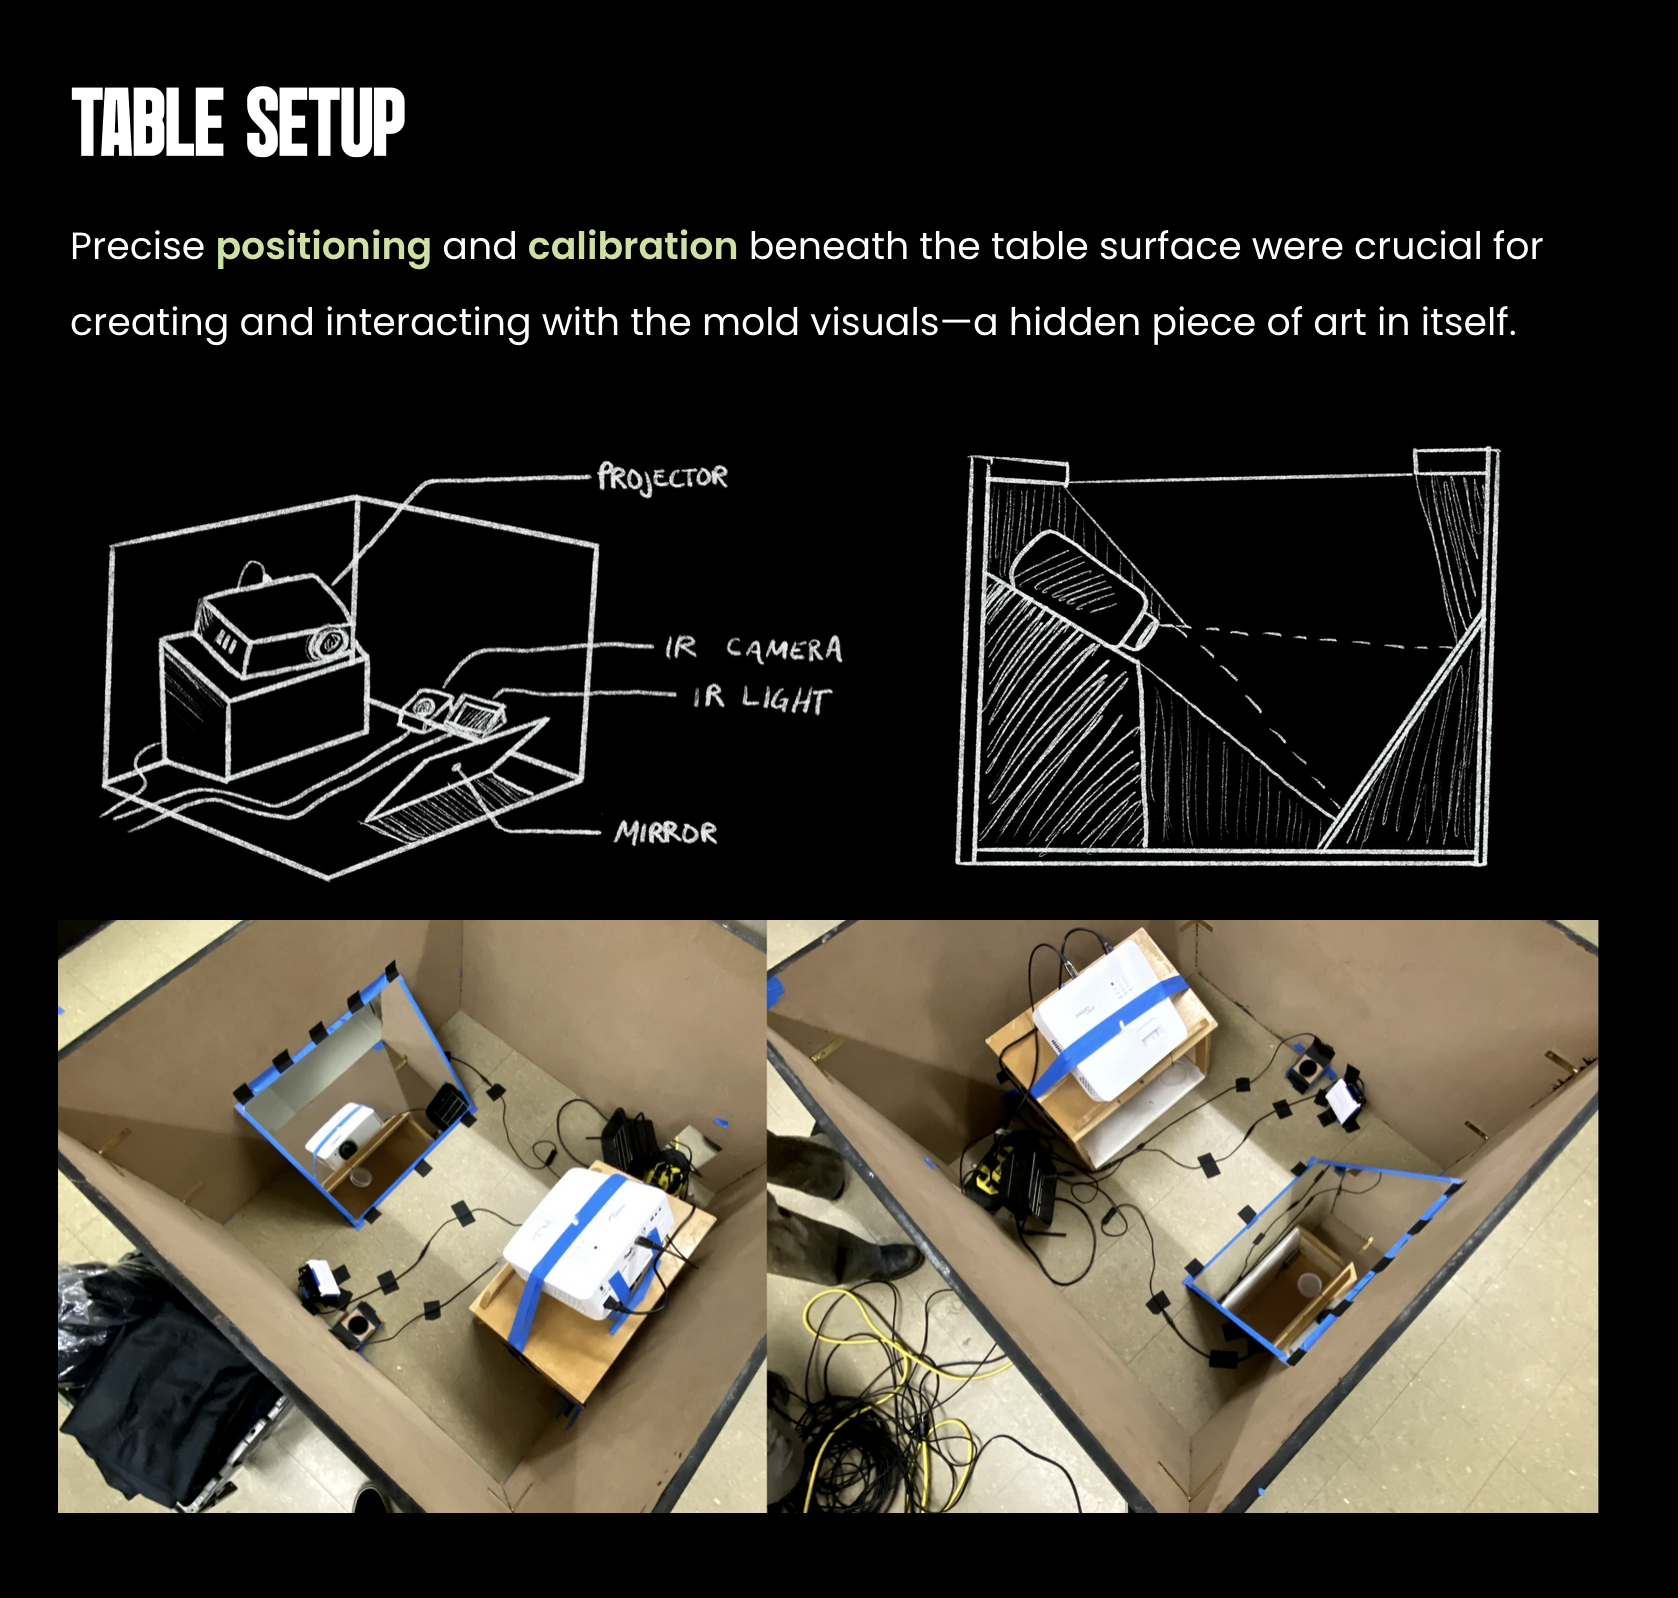 TABLE SETUP
Precise positioning and calibration beneath the table surface were crucial for
creating and interacting with the mold visuals—a hidden piece of art in itself.
PROJECTOR
IR CAMERA
IR LIGHT
MIRROR